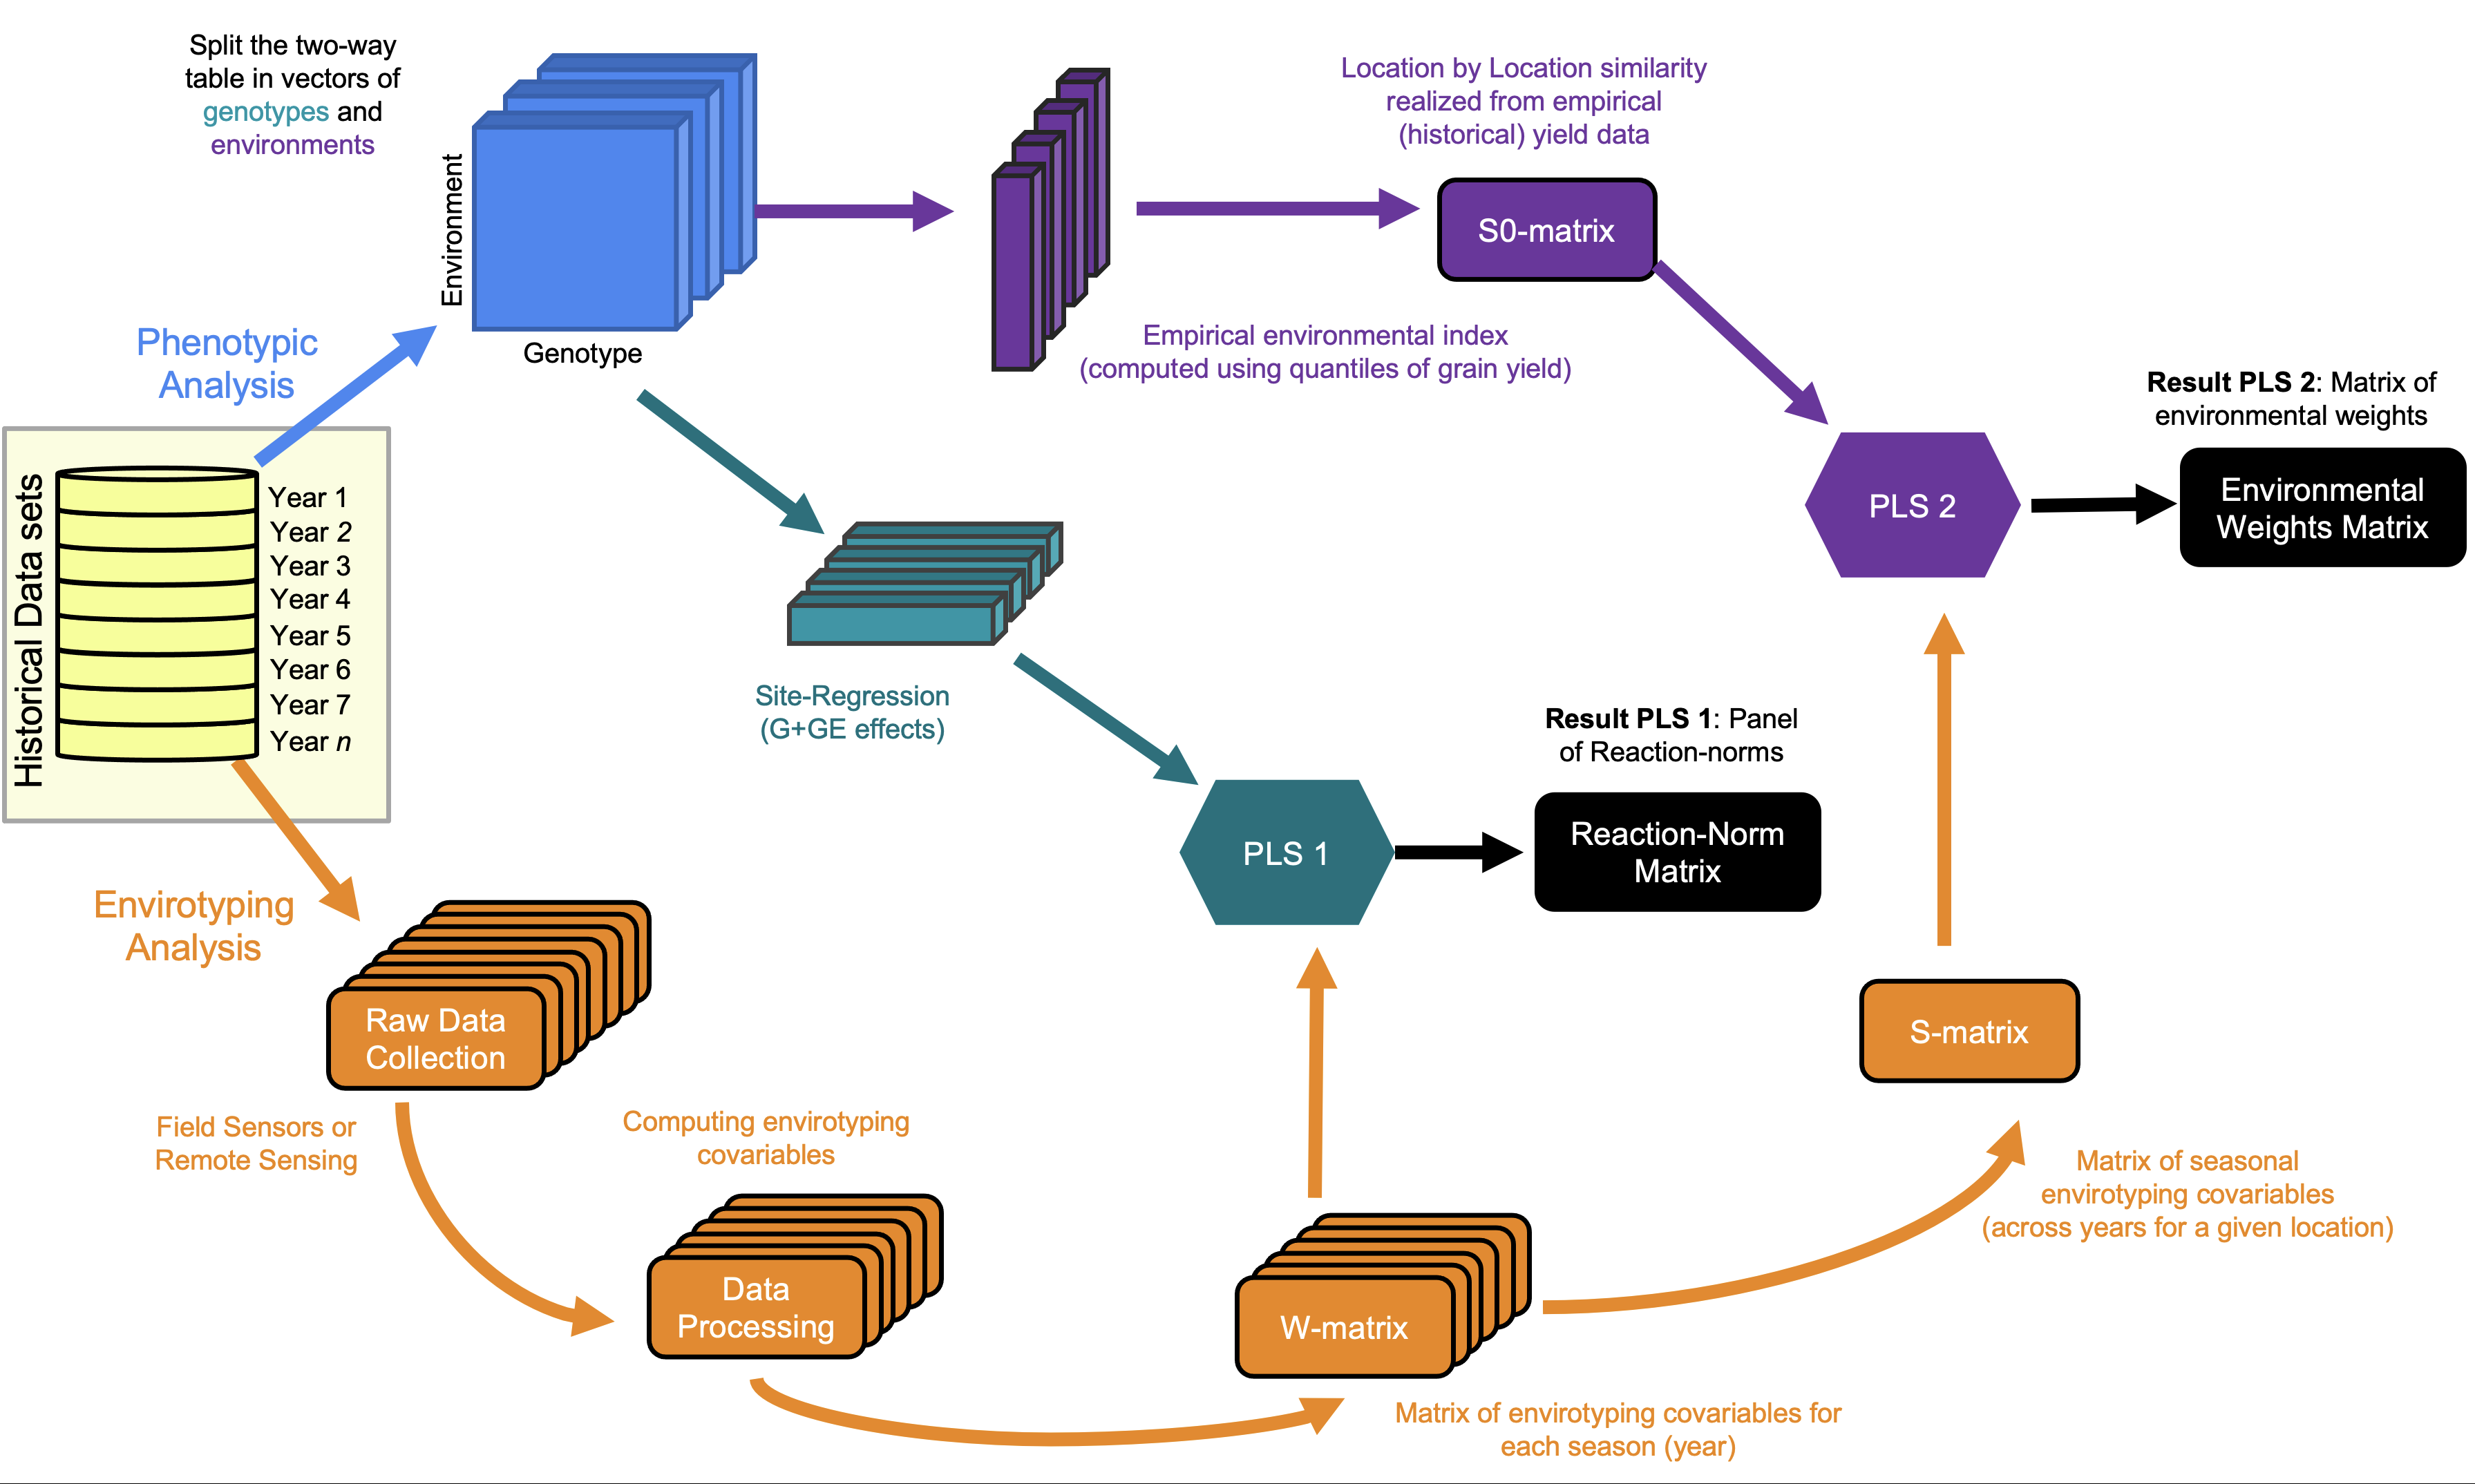 Split the two-way
table in vectors of
genotypes and
environments
Environment
Genotype
Location by Location similarity
realized from empirical
(historical) yield data
S0-matrix
Empirical environmental index
(computed using quantiles of grain yield)
Phenotypic
Analysis
Historical Data sets
Year 1
Year 2
Year 3
Year 4
Year 5
Year 6
Year 7
Year n
Result PLS 2: Matrix of
environmental weights
PLS 2
Environmental
Weights Matrix
Site-Regression
(G+GE effects)
Result PLS 1: Panel
of Reaction-norms
PLS 1
Reaction-Norm
Matrix
Envirotyping
Analysis
Raw Data
Collection
Field Sensors or
Remote Sensing
Computing envirotyping
covariables
Data
Processing
W-matrix
Matrix of envirotyping covariables for
each season (year)
S-matrix
Matrix of seasonal
envirotyping covariables
(across years for a given location)